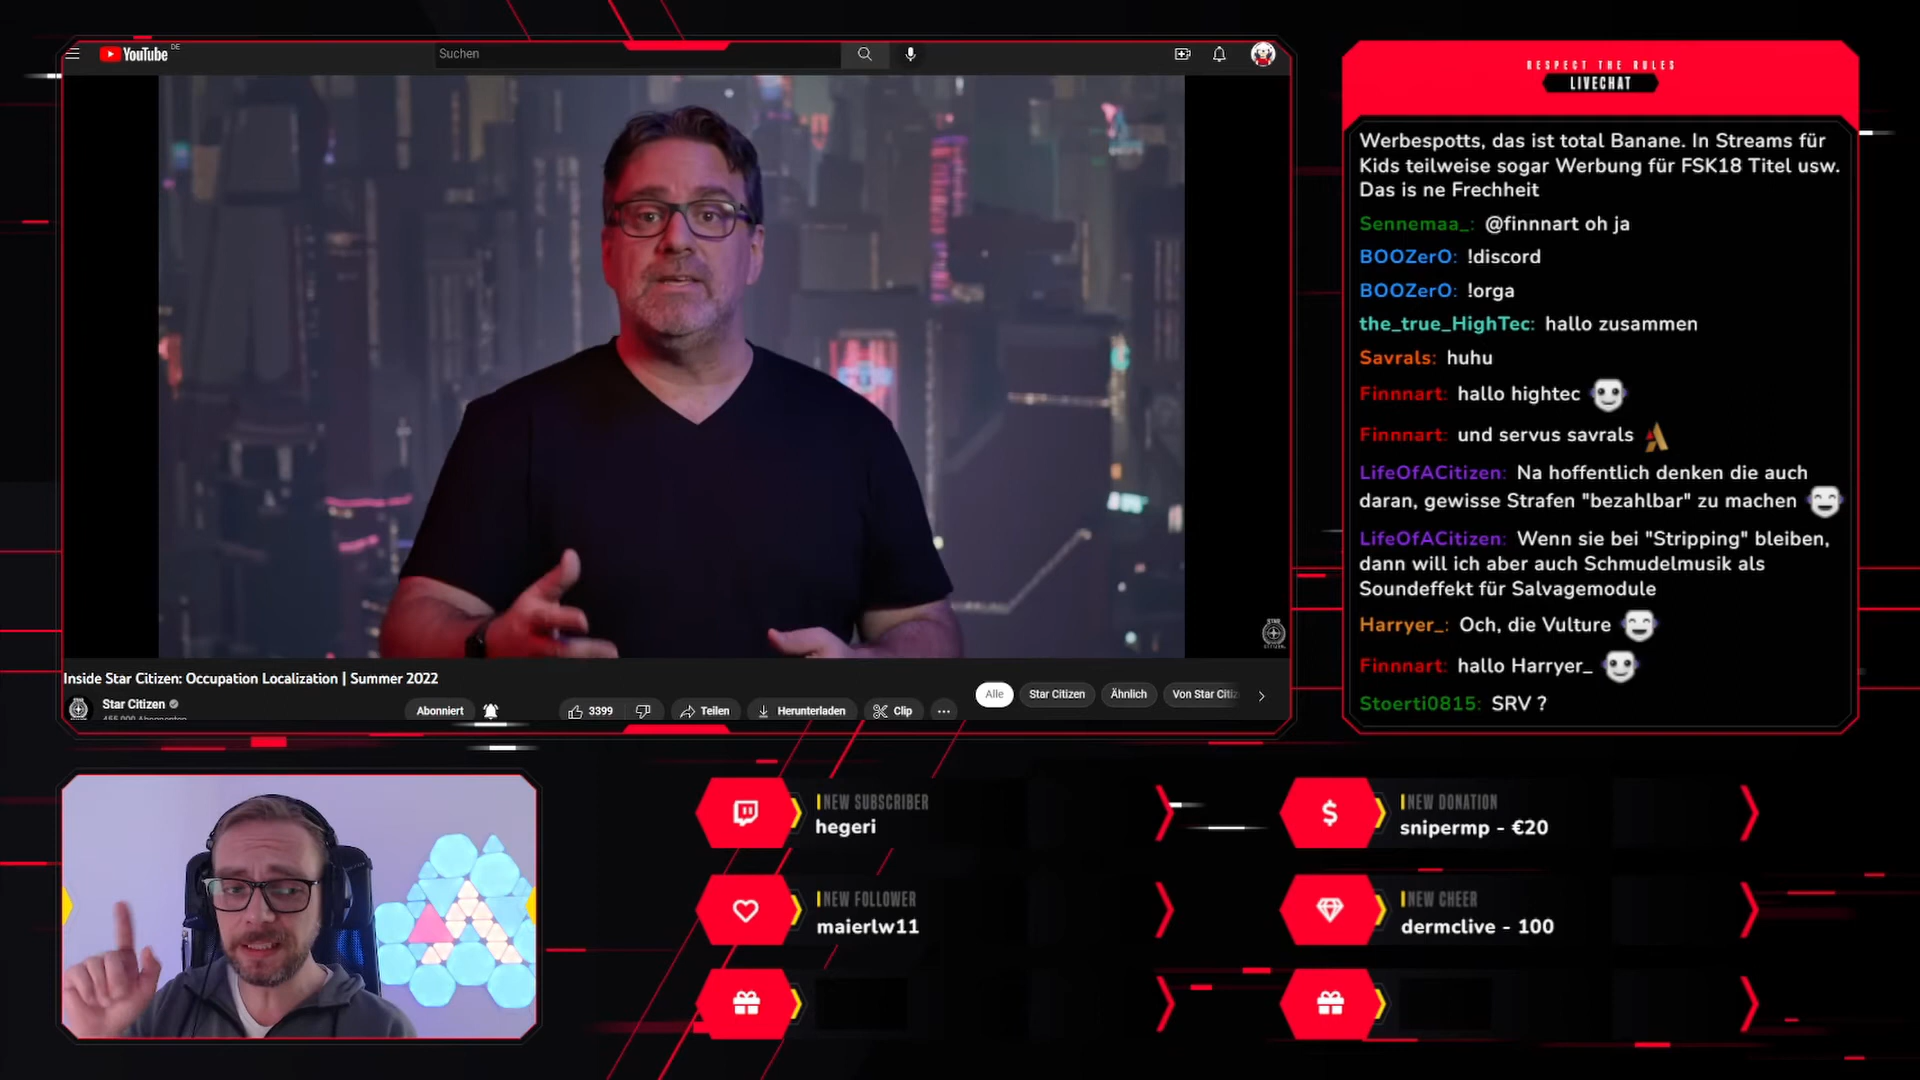 YouTube DE
Suchen
STAR
CITIZEN
Inside Star Citizen: Occupation Localization | Summer 2022
Star Citizen
Abonniert
3399
Teilen
Herunterladen
Clip
Alle
Star Citizen
Ähnlich
Von Star Citiz
RESPECT THE RULES
LIVECHAT
Werbespotts, das ist total Banane. In Streams für
Kids teilweise sogar Werbung für FSK18 Titel usw.
Das is ne Frechheit
Sennemaa_: @finnnart oh ja
BOOZerO: !discord
BOOZerO: !orga
the_true_HighTec: hallo zusammen
Savrals: huhu
Finnnart: hallo hightec
Finnnart: und servus savrals
LifeOfACitizen: Na hoffentlich denken die auch
daran, gewisse Strafen "bezahlbar" zu machen
LifeOfACitizen: Wenn sie bei "Stripping" bleiben,
dann will ich aber auch Schmudelmusik als
Soundeffekt für Salvagemodule
Harryer_: Och, die Vulture
Finnnart: hallo Harryer_
Stoerti0815: SRV ?
NEW SUBSCRIBER
hegeri
NEW DONATION
snipermp - €20
NEW FOLLOWER
maierlw11
NEW CHEER
dermclive - 100